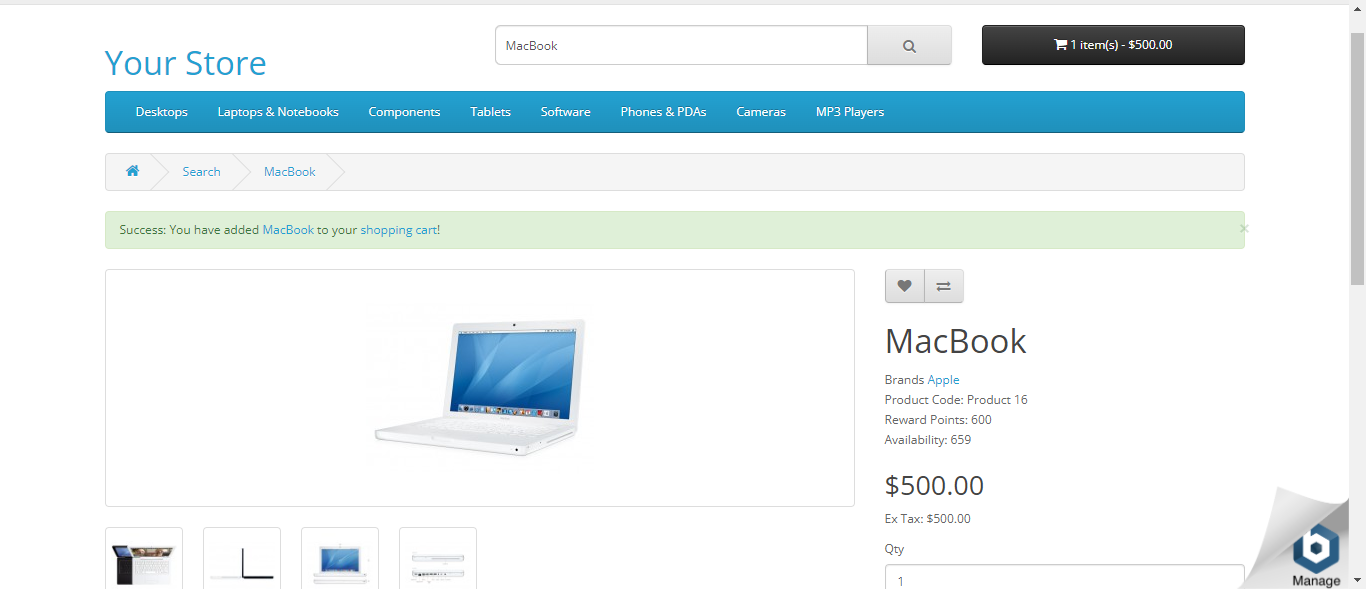 MacBook
1 item(s) - $500.00
Your Store
Desktops Laptops & Notebooks Components Tablets Software Phones & PDAs Cameras MP3 Players
Search MacBook
Success: You have added MacBook to your shopping cart!
×
MacBook
Brands Apple
Product Code: Product 16
Reward Points: 600
Availability: 659
$500.00
Ex Tax: $500.00
Qty
1
b
Manage